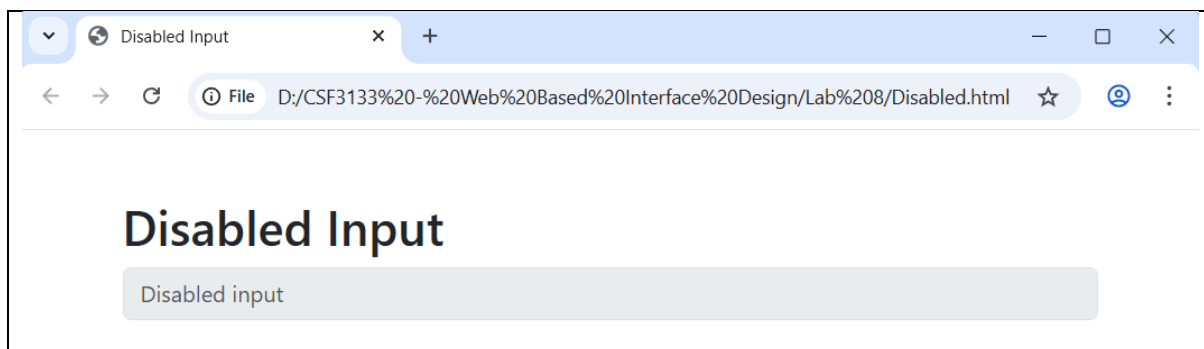 Disabled Input
File D:/CSF3133%20-%20Web%20Based%20Interface%20Design/Lab%208/Disabled.html
Disabled Input
Disabled input